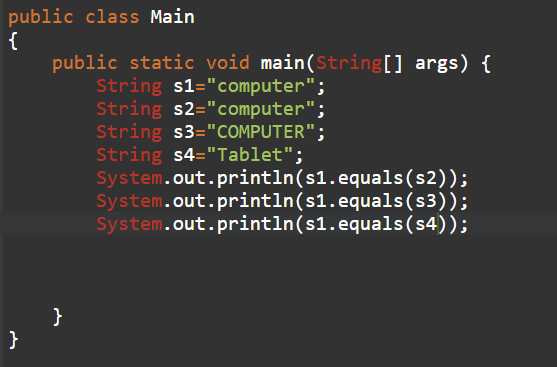 public class Main
{
    public static void main(String[] args) {
        String s1="computer";
        String s2="computer";
        String s3="COMPUTER";
        String s4="Tablet";
        System.out.println(s1.equals(s2));
        System.out.println(s1.equals(s3));
        System.out.println(s1.equals(s4));
    }
}